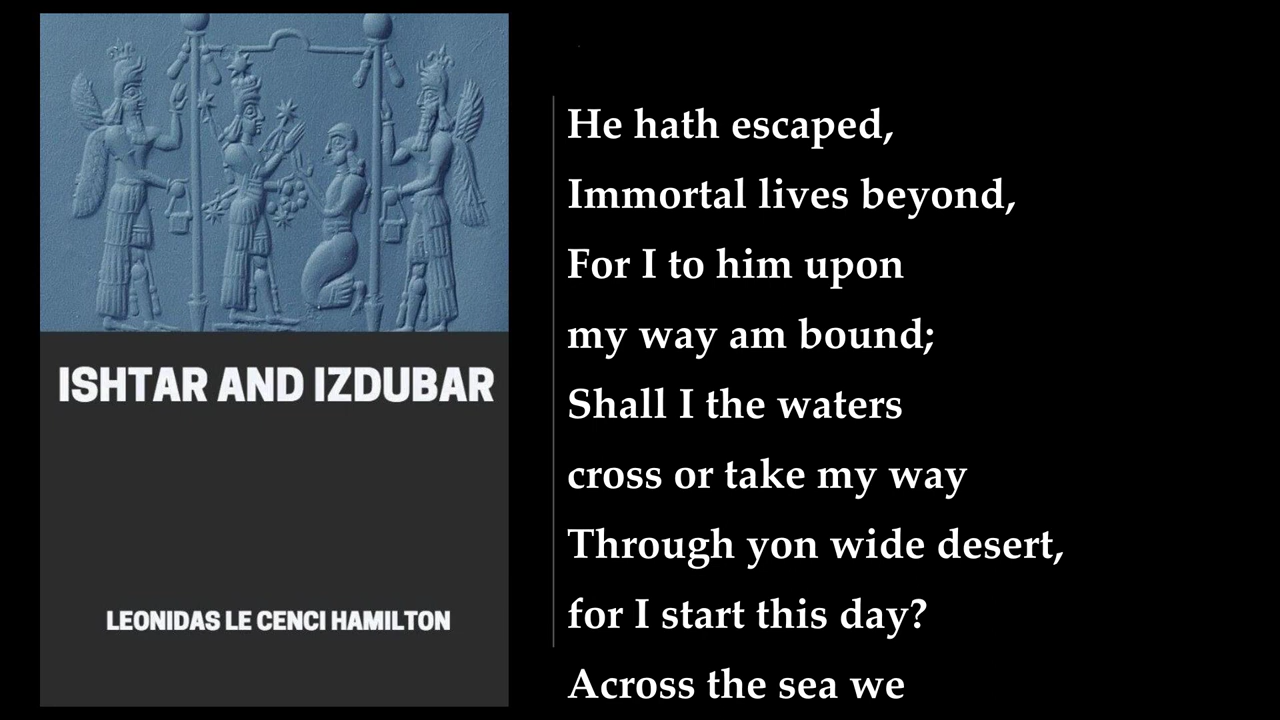 ISHTAR AND IZDUBAR
LEONIDAS LE CENCI HAMILTON
He hath escaped,
Immortal lives beyond,
For I to him upon
my way am bound;
Shall I the waters
cross or take my way
Through yon wide desert,
for I start this day?
Across the sea we